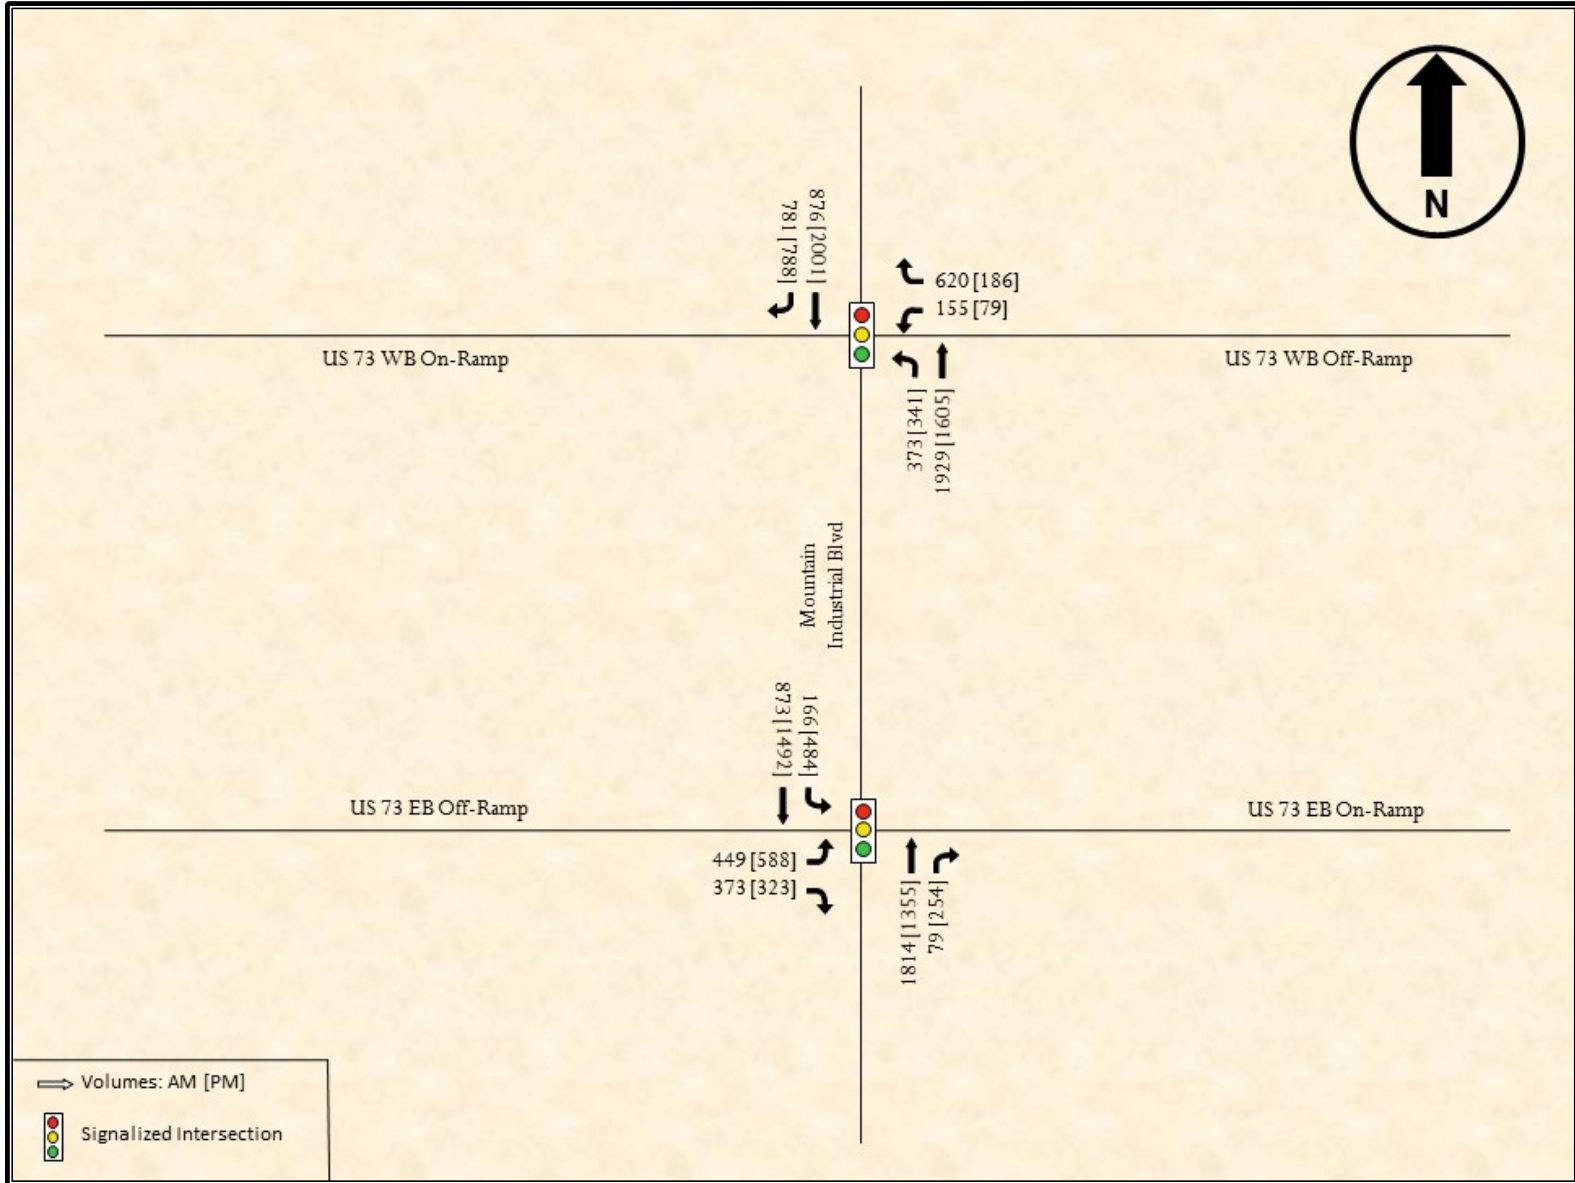 N
781 [788]
876 [2001]
620 [186]
155 [79]
US 73 WB On-Ramp
US 73 WB Off-Ramp
373 [341]
1929 [1605]
Mountain
Industrial Blvd
873 [1492]
166 [484]
US 73 EB Off-Ramp
US 73 EB On-Ramp
449 [588]
373 [323]
1814 [1355]
79 [254]
Volumes: AM [PM]
Signalized Intersection